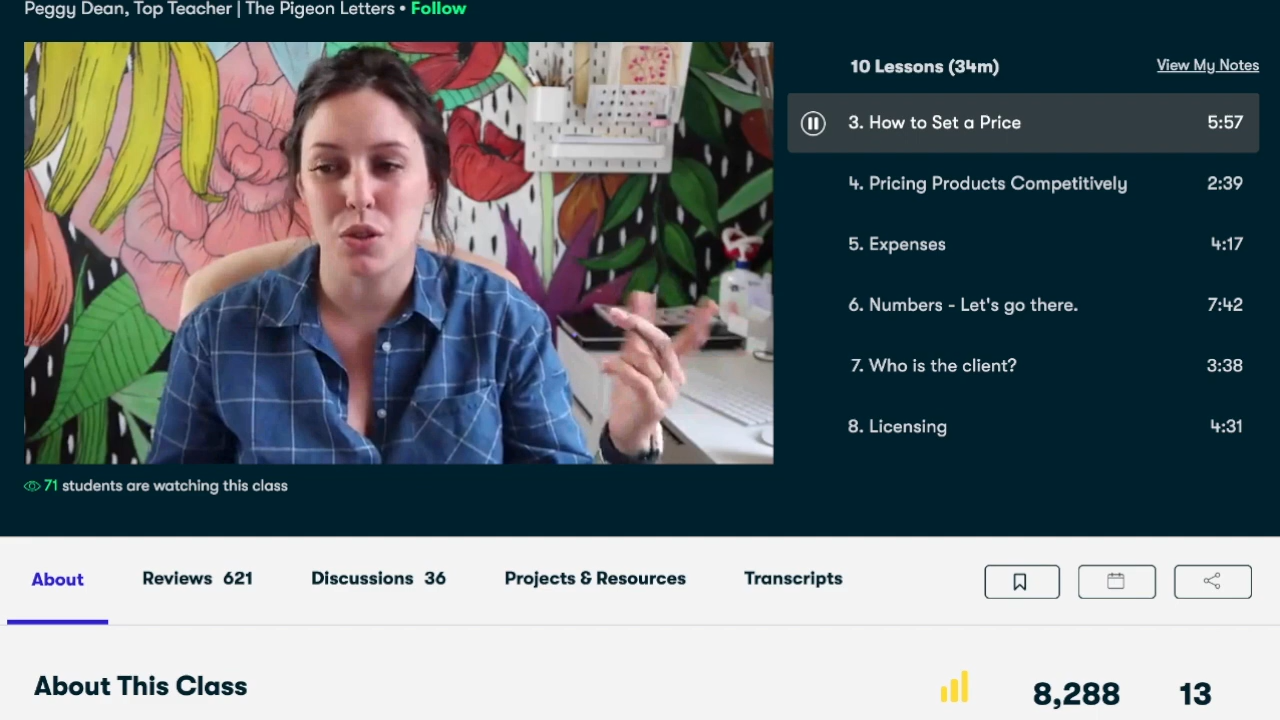 Peggy Dean, Top Teacher | The Pigeon Letters • Follow
10 Lessons (34m)
View My Notes
3. How to Set a Price 5:57
4. Pricing Products Competitively 2:39
5. Expenses 4:17
6. Numbers - Let's go there. 7:42
7. Who is the client? 3:38
8. Licensing 4:31
71 students are watching this class
About Reviews 621 Discussions 36 Projects & Resources Transcripts
About This Class 8,288 13